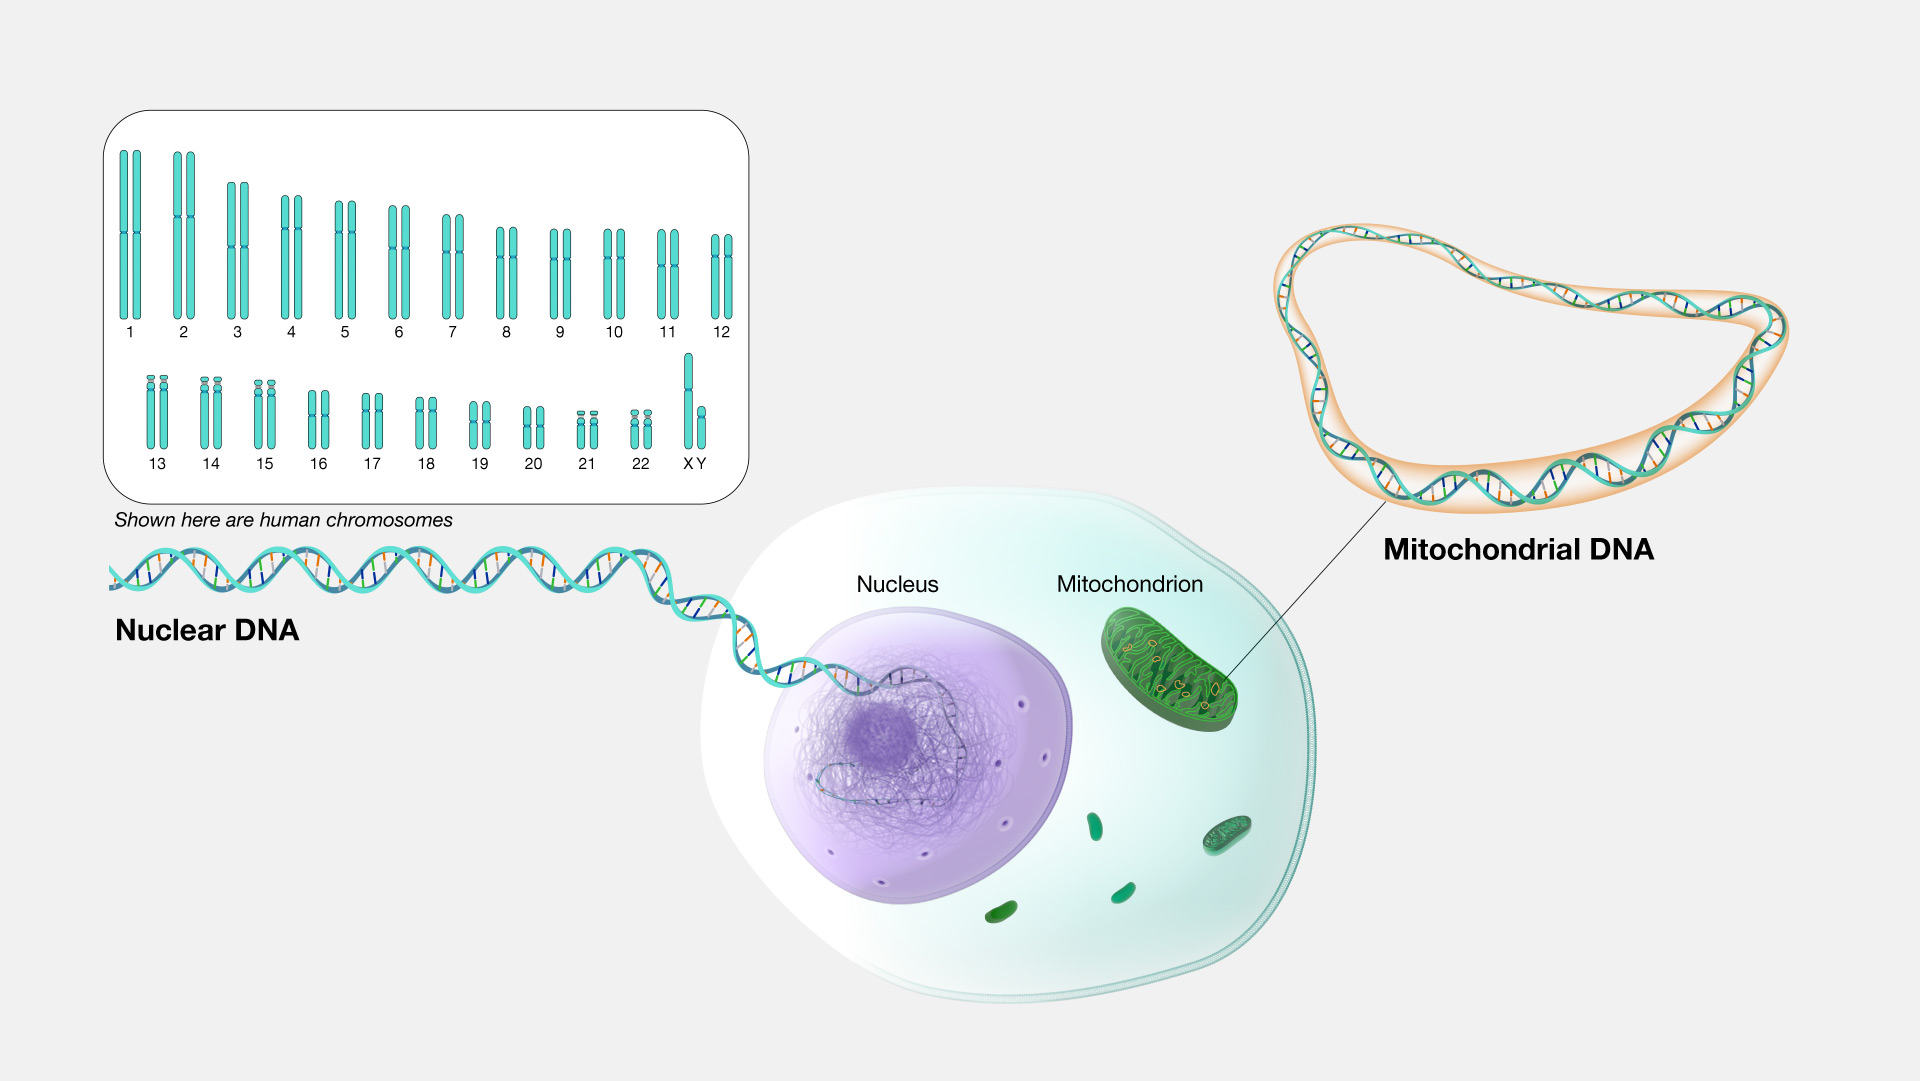 1 2 3 4 5 6 7 8 9 10 11 12
13 14 15 16 17 18 19 20 21 22 X Y
Shown here are human chromosomes
Nuclear DNA
Nucleus
Mitochondrion
Mitochondrial DNA